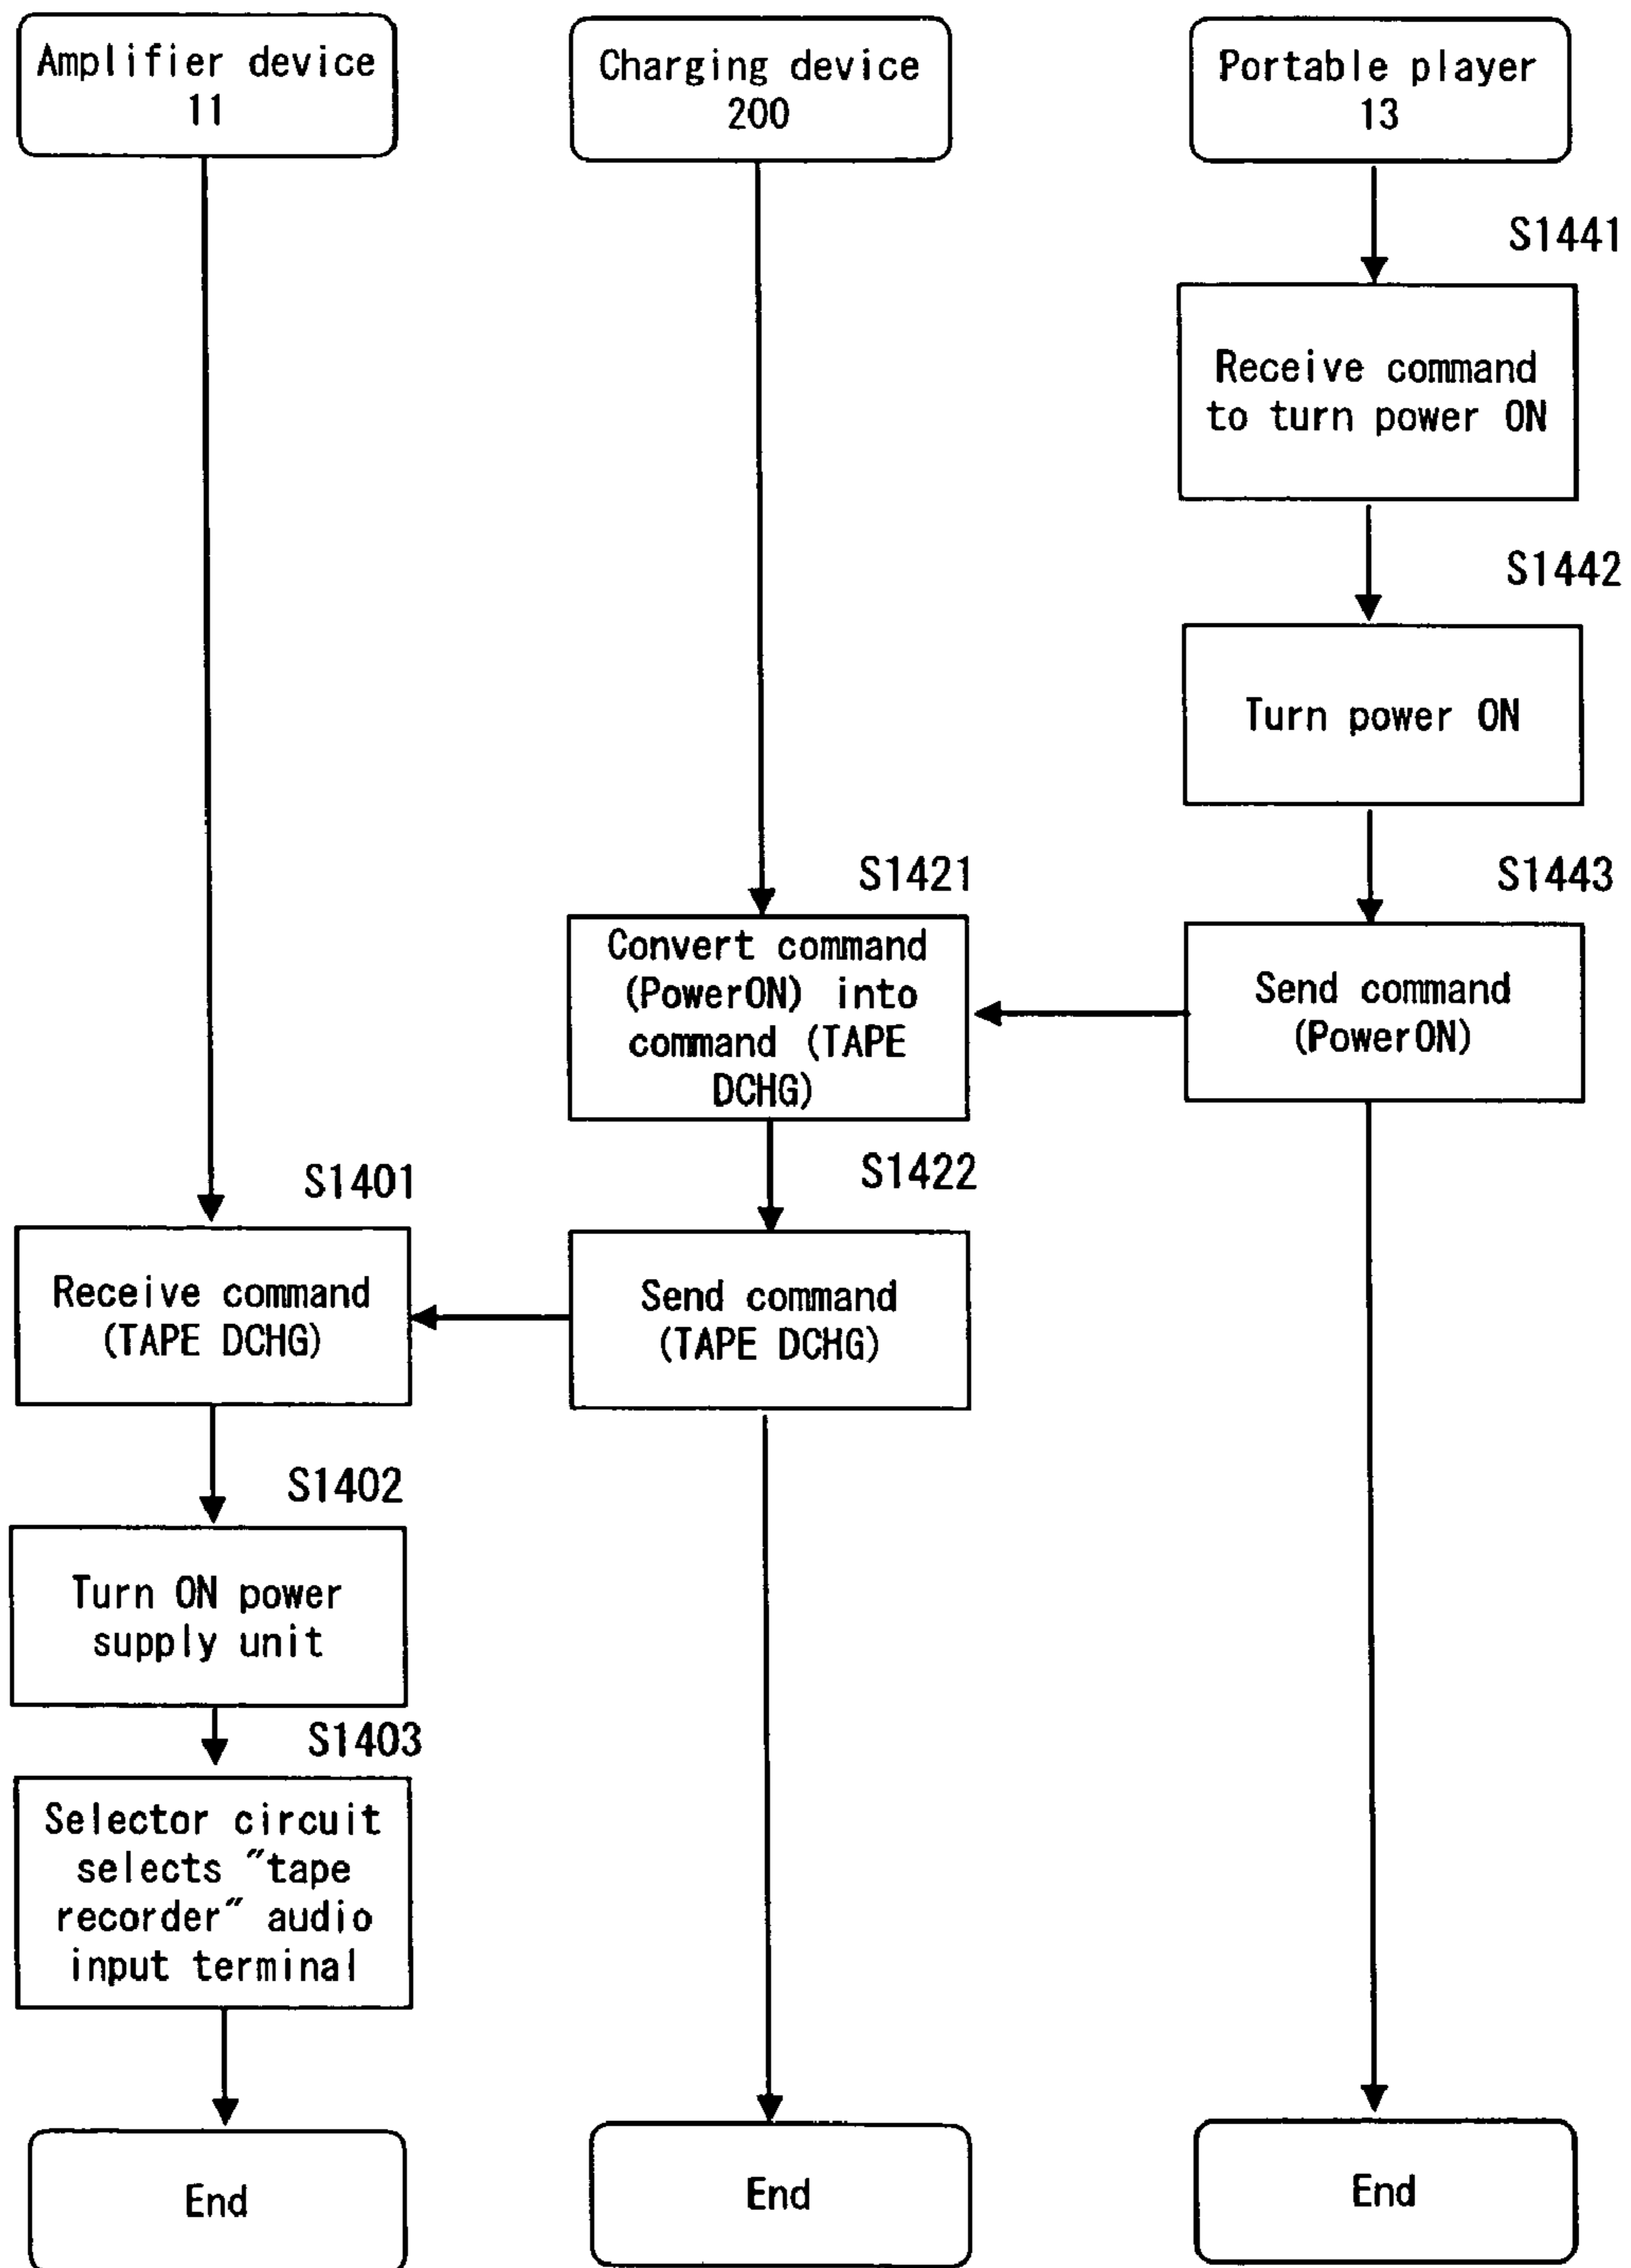 Amplifier device
11
Charging device
200
Portable player
13
S1441
Receive command
to turn power ON
S1442
Turn power ON
S1421
S1443
Convert command
(PowerON) into
command (TAPE
DCHG)
Send command
(PowerON)
S1401
S1422
Receive command
(TAPE DCHG)
Send command
(TAPE DCHG)
S1402
Turn ON power
supply unit
S1403
Selector circuit
selects "tape
recorder" audio
input terminal
End
End
End